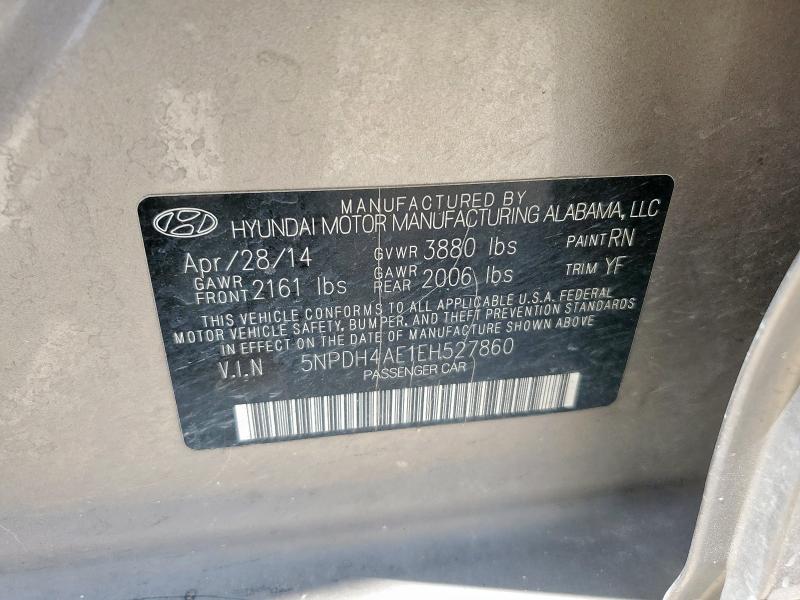 MANUFACTURED BY
HYUNDAI MOTOR MANUFACTURING ALABAMA, LLC
Apr/28/14 GVWR 3880 lbs PAINT RN
GAWR FRONT 2161 lbs GAWR REAR 2006 lbs TRIM YF
THIS VEHICLE CONFORMS TO ALL APPLICABLE U.S.A. FEDERAL
MOTOR VEHICLE SAFETY, BUMPER, AND THEFT PREVENTION STANDARDS
IN EFFECT ON THE DATE OF MANUFACTURE SHOWN ABOVE
V.I.N 5NPDH4AE1EH527860
PASSENGER CAR